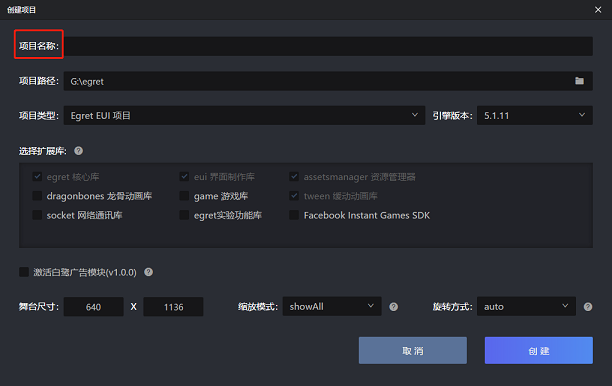 创建项目
项目名称:
项目路径: G:\egret
项目类型: Egret EUI 项目 引擎版本: 5.1.11
选择扩展库: ?
egret 核心库 eui 界面制作库 assetsmanager 资源管理器
dragonbones 龙骨动画库 game 游戏库 tween 缓动动画库
socket 网络通讯库 egret实验功能库 Facebook Instant Games SDK
激活白鹭广告模块(v1.0.0) ?
舞台尺寸: 640 X 1136 缩放模式: showAll ? 旋转方式: auto ?
取消 创建